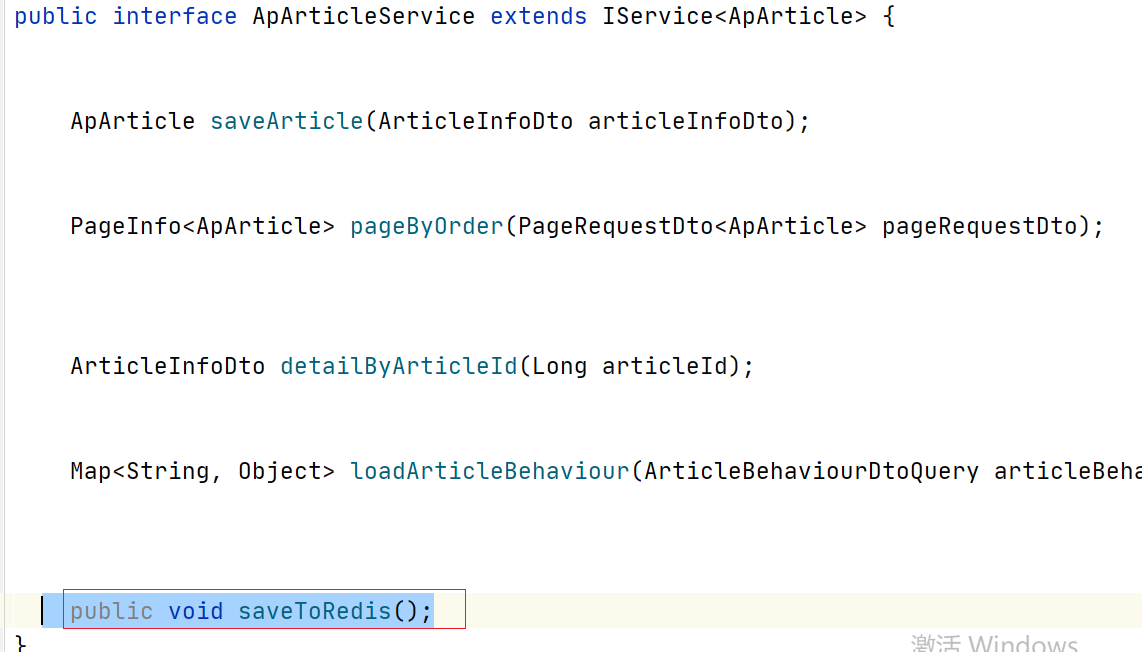 public interface ApArticleService extends IService<ApArticle> {
ApArticle saveArticle(ArticleInfoDto articleInfoDto);
PageInfo<ApArticle> pageByOrder(PageRequestDto<ApArticle> pageRequestDto);
ArticleInfoDto detailByArticleId(Long articleId);
Map<String, Object> loadArticleBehaviour(ArticleBehaviourDtoQuery articleBeha
public void saveToRedis();
}
激活 Windows